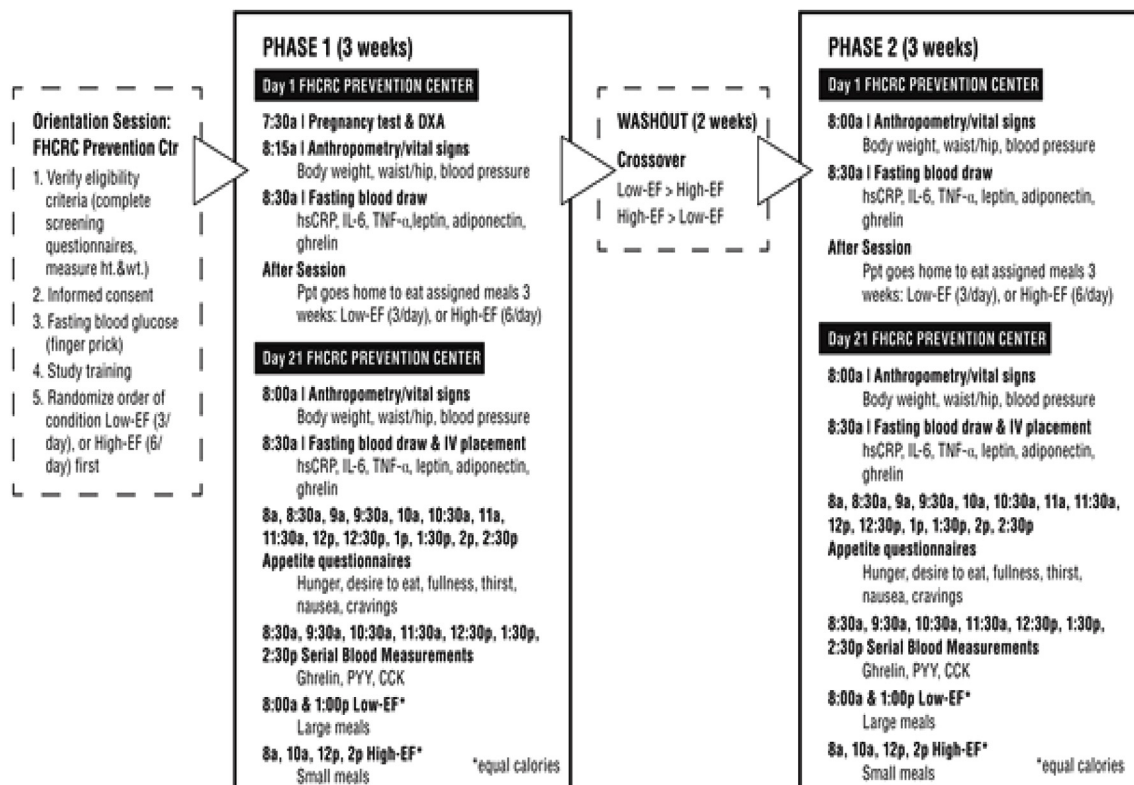 Orientation Session:
FHCRC Prevention Ctr
1. Verify eligibility
criteria (complete
screening
questionnaires,
measure ht.&wt.)
2. Informed consent
3. Fasting blood glucose
(finger prick)
4. Study training
5. Randomize order of
condition Low-EF (3/
day), or High-EF (6/
day) first
PHASE 1 (3 weeks)
Day 1 FHCRC PREVENTION CENTER
7:30a | Pregnancy test & DXA
8:15a | Anthropometry/vital signs
Body weight, waist/hip, blood pressure
8:30a | Fasting blood draw
hsCRP, IL-6, TNF-α,leptin, adiponectin,
ghrelin
After Session
Ppt goes home to eat assigned meals 3
weeks: Low-EF (3/day), or High-EF (6/day)
Day 21 FHCRC PREVENTION CENTER
8:00a | Anthropometry/vital signs
Body weight, waist/hip, blood pressure
8:30a | Fasting blood draw & IV placement
hsCRP, IL-6, TNF-α, leptin, adiponectin,
ghrelin
8a, 8:30a, 9a, 9:30a, 10a, 10:30a, 11a,
11:30a, 12p, 12:30p, 1p, 1:30p, 2p, 2:30p
Appetite questionnaires
Hunger, desire to eat, fullness, thirst,
nausea, cravings
8:30a, 9:30a, 10:30a, 11:30a, 12:30p, 1:30p,
2:30p Serial Blood Measurements
Ghrelin, PYY, CCK
8:00a & 1:00p Low-EF*
Large meals
8a, 10a, 12p, 2p High-EF*
Small meals
*equal calories
WASHOUT (2 weeks)
Crossover
Low-EF > High-EF
High-EF > Low-EF
PHASE 2 (3 weeks)
Day 1 FHCRC PREVENTION CENTER
8:00a | Anthropometry/vital signs
Body weight, waist/hip, blood pressure
8:30a | Fasting blood draw
hsCRP, IL-6, TNF-α, leptin, adiponectin,
ghrelin
After Session
Ppt goes home to eat assigned meals 3
weeks: Low-EF (3/day), or High-EF (6/day)
Day 21 FHCRC PREVENTION CENTER
8:00a | Anthropometry/vital signs
Body weight, waist/hip, blood pressure
8:30a | Fasting blood draw & IV placement
hsCRP, IL-6, TNF-α, leptin, adiponectin,
ghrelin
8a, 8:30a, 9a, 9:30a, 10a, 10:30a, 11a, 11:30a,
12p, 12:30p, 1p, 1:30p, 2p, 2:30p
Appetite questionnaires
Hunger, desire to eat, fullness, thirst,
nausea, cravings
8:30a, 9:30a, 10:30a, 11:30a, 12:30p, 1:30p,
2:30p Serial Blood Measurements
Ghrelin, PYY, CCK
8:00a & 1:00p Low-EF*
Large meals
8a, 10a, 12p, 2p High-EF*
Small meals
*equal calories